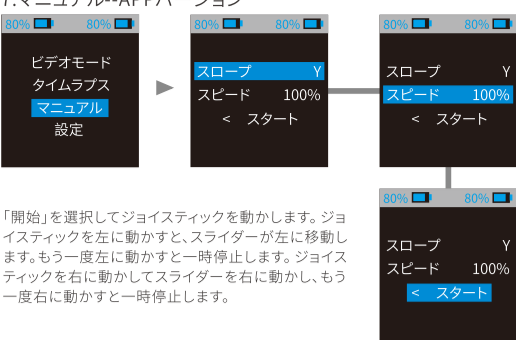 7.マニュアル--APPバージョン
80% 80%
ビデオモード
タイムラプス
マニュアル
設定
80% 80%
スロープ Y
スピード 100%
< スタート
80% 80%
スロープ Y
スピード 100%
< スタート
80% 80%
スロープ Y
スピード 100%
< スタート
「開始」を選択してジョイスティックを動かします。ジョ
イスティックを左に動かすと、スライダーが左に移動し
ます。もう一度左に動かすと一時停止します。ジョイス
ティックを右に動かしてスライダーを右に動かし、もう
一度右に動かすと一時停止します。